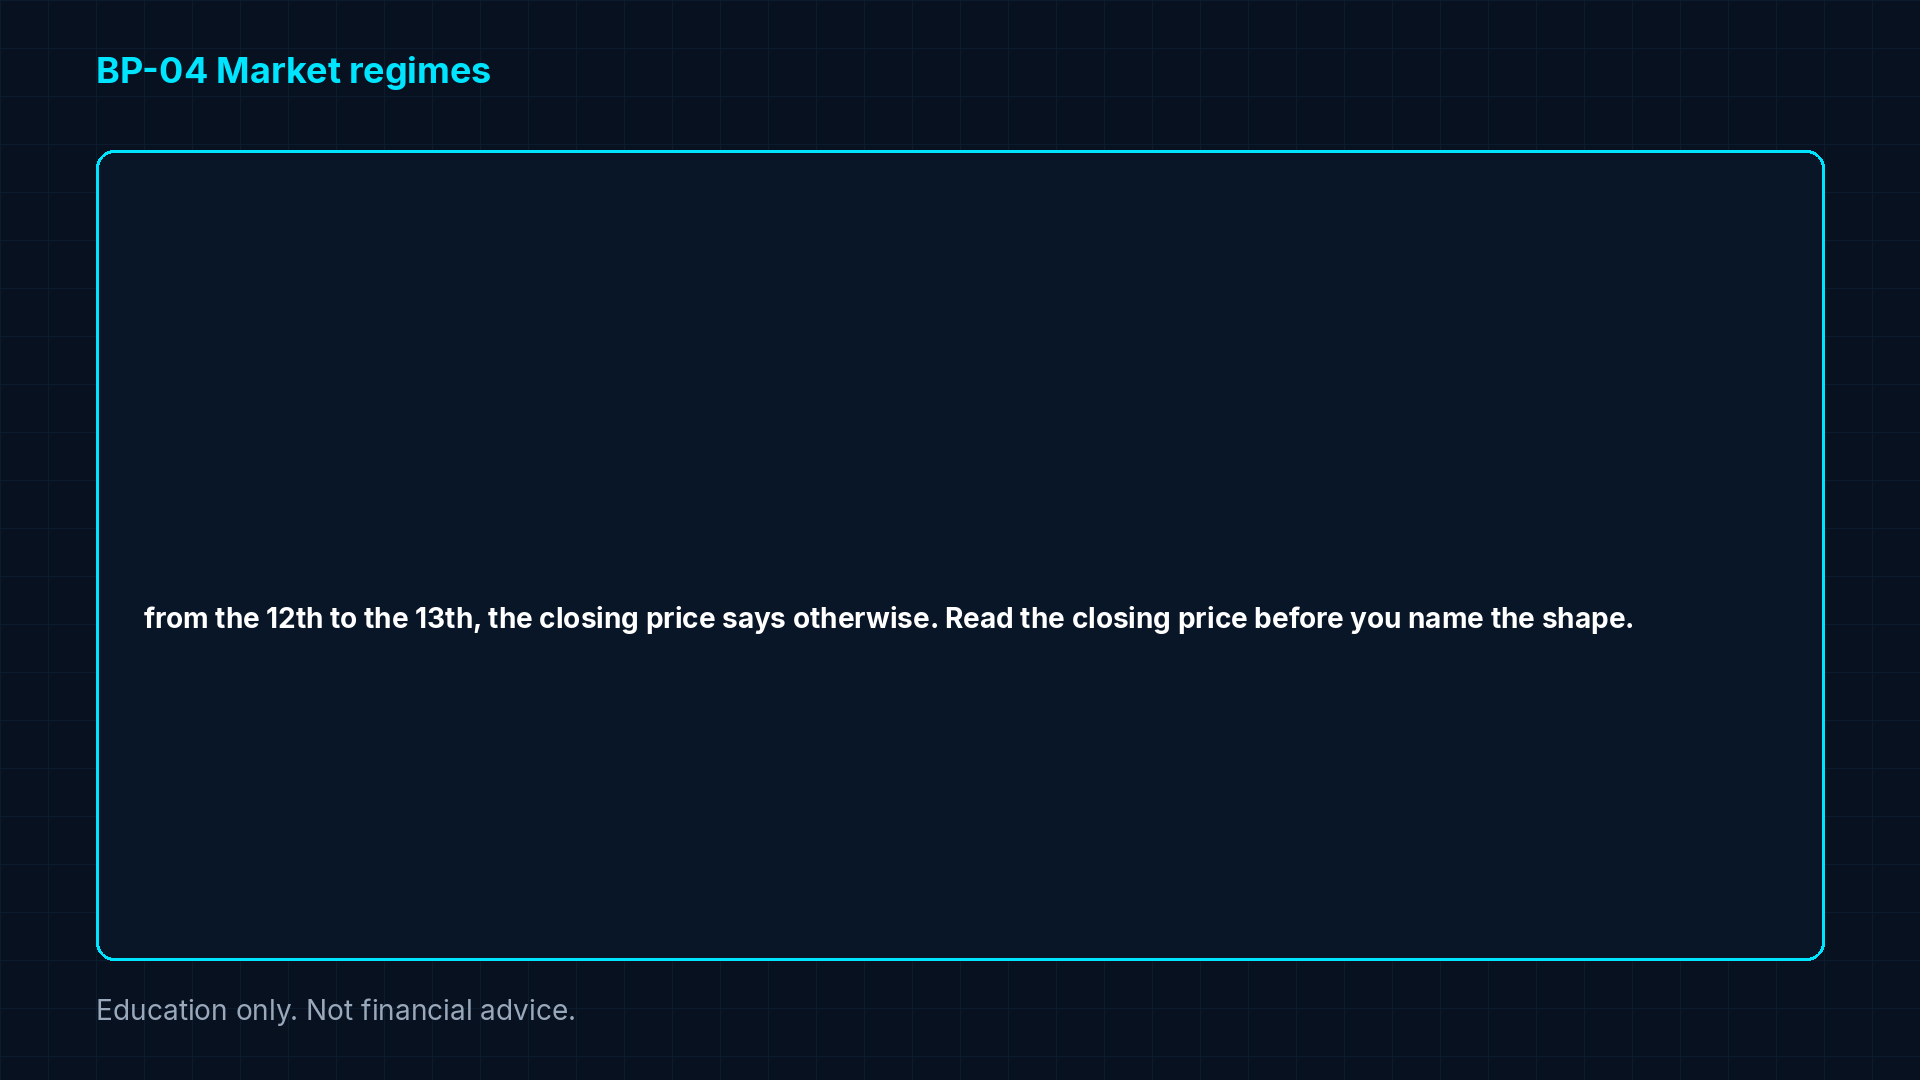 BP-04 Market regimes
from the 12th to the 13th, the closing price says otherwise. Read the closing price before you name the shape.
Education only. Not financial advice.